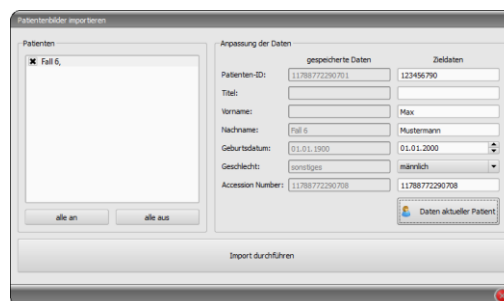 Patientenbilder importieren
Patienten
Fall 6,
alle an
alle aus
Anpassung der Daten
gespeicherte Daten Zieldaten
Patienten-ID: 11788772290701 123456790
Titel:
Vorname: Max
Nachname: Fall 6 Mustermann
Geburtsdatum: 01.01.1900 01.01.2000
Geschlecht: sonstiges männlich
Accession Number: 11788772290708 11788772290708
Daten aktueller Patient
Import durchführen